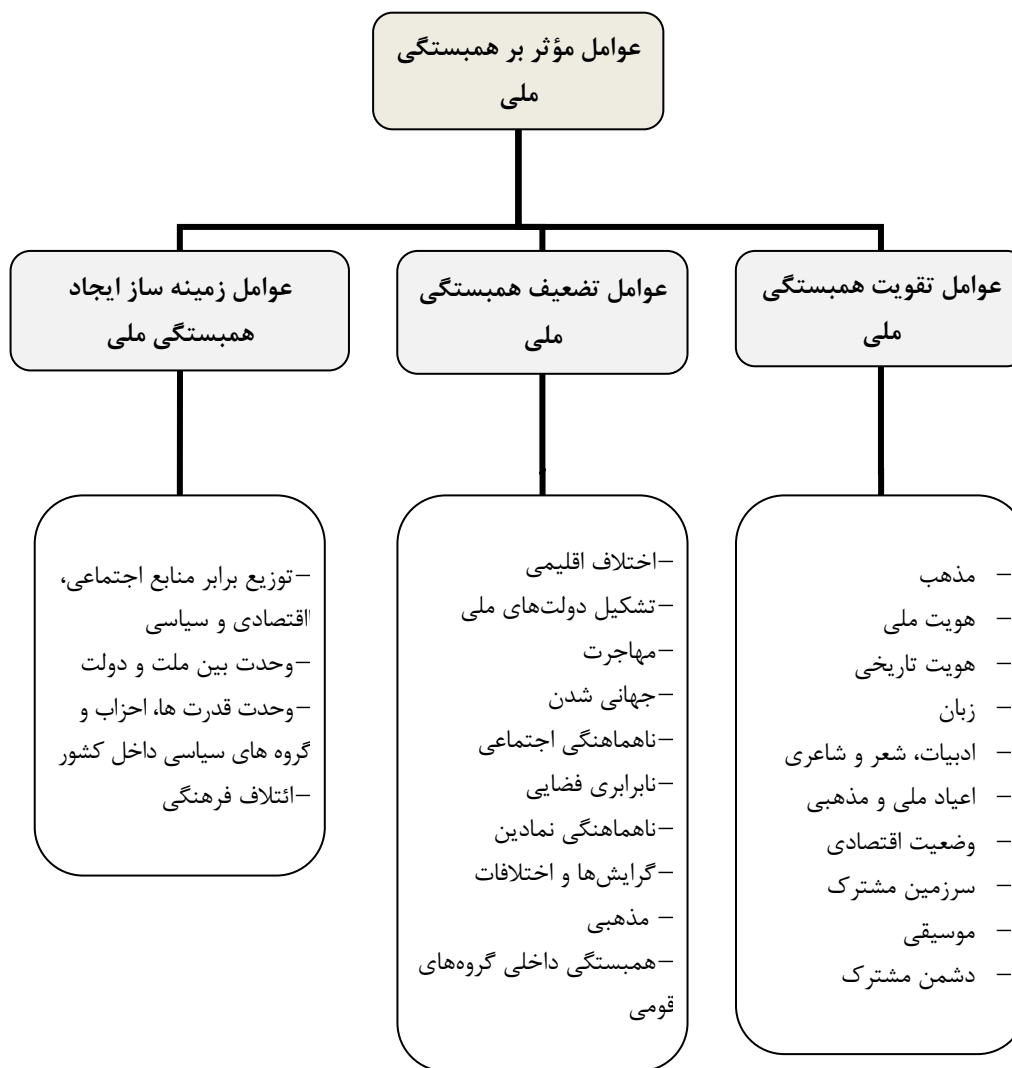 عوامل مؤثر بر همبستگی
ملی
عوامل تقویت همبستگی
ملی
عوامل تضعیف همبستگی
ملی
عوامل زمینه ساز ایجاد
همبستگی ملی
– مذهب
– هویت ملی
– هویت تاریخی
– زبان
– ادبیات، شعر و شاعری
– اعیاد ملی و مذهبی
– وضعیت اقتصادی
– سرزمین مشترک
– موسیقی
– دشمن مشترک
–اختلاف اقلیمی
–تشکیل دولت‌های ملی
–مهاجرت
–جهانی شدن
–ناهماهنگی اجتماعی
–نابرابری فضایی
–ناهماهنگی نمادین
–گرایش‌ها و اختلافات
– مذهبی
–همبستگی داخلی گروه‌های
قومی
–توزیع برابر منابع اجتماعی،
اقتصادی و سیاسی
–وحدت بین ملت و دولت
–وحدت قدرت ها، احزاب و
گروه های سیاسی داخل کشور
–ائتلاف فرهنگی